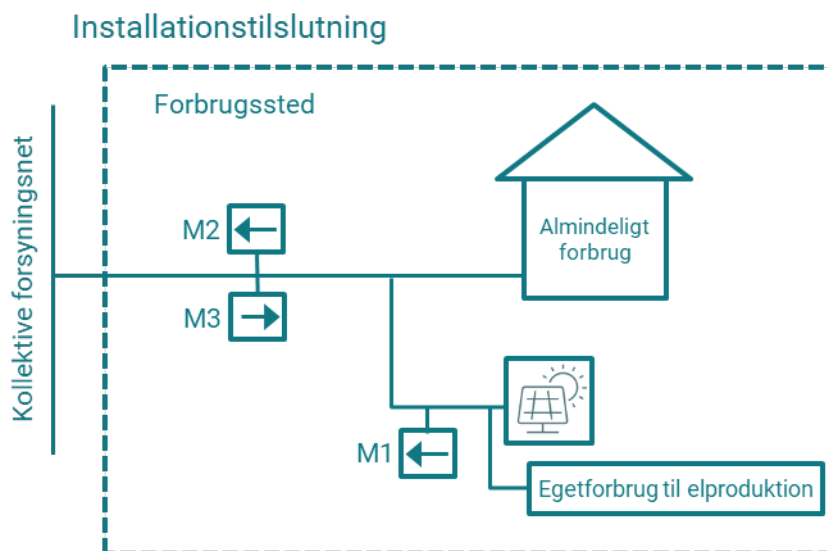 Installationstilslutning
Forbrugssted
Kollektive forsyningsnet
M2
Almindeligt
forbrug
M3
M1
Egetforbrug til elproduktion